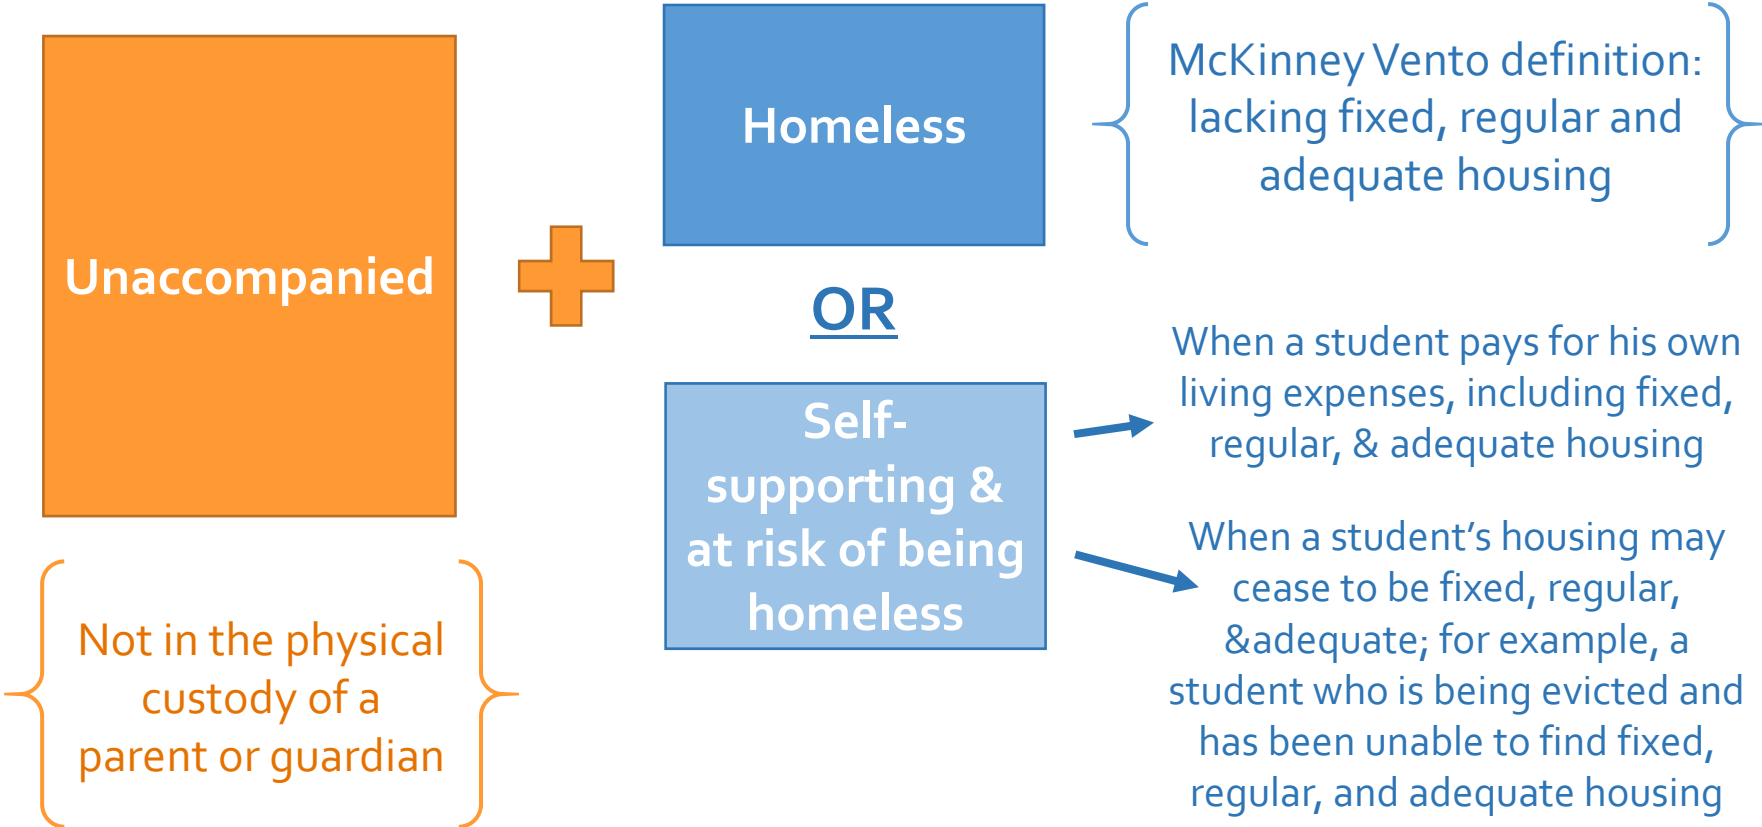 Unaccompanied
Not in the physical
custody of a
parent or guardian
Homeless
OR
Self-
supporting &
at risk of being
homeless
McKinney Vento definition:
lacking fixed, regular and
adequate housing
When a student pays for his own
living expenses, including fixed,
regular, & adequate housing
When a student’s housing may
cease to be fixed, regular,
&adequate; for example, a
student who is being evicted and
has been unable to find fixed,
regular, and adequate housing